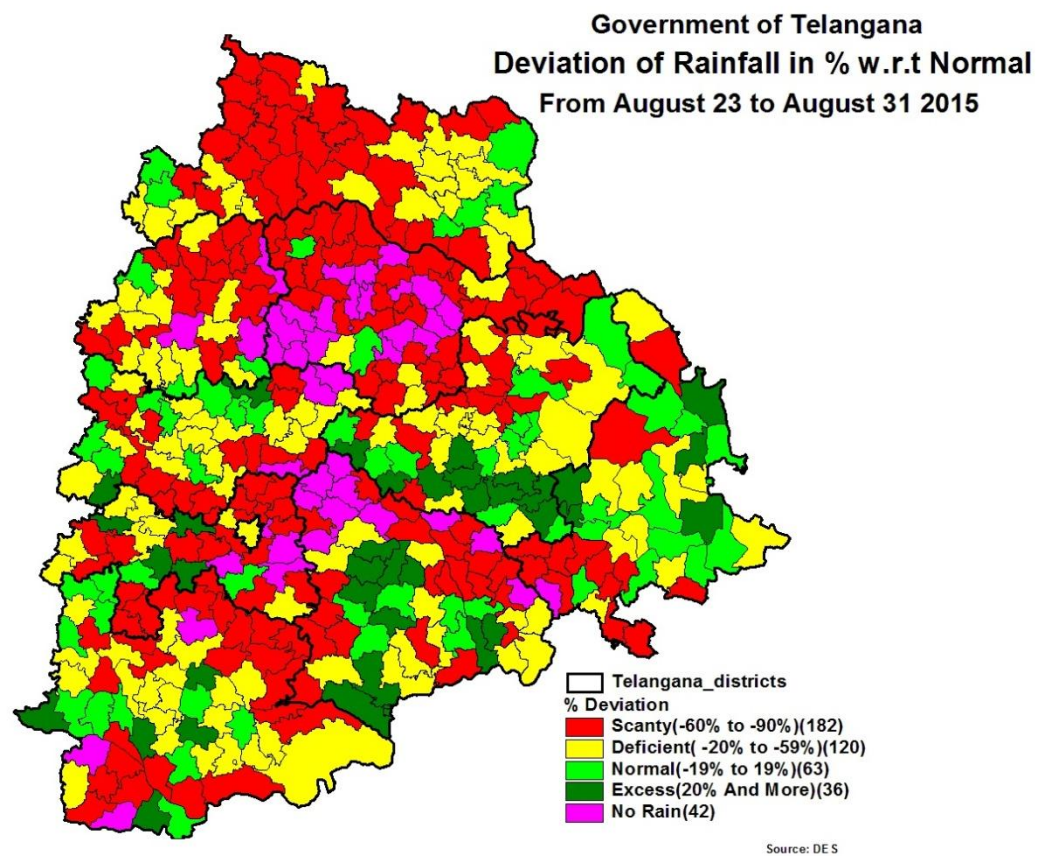 Government of Telangana
Deviation of Rainfall in % w.r.t Normal
From August 23 to August 31 2015
Telangana_districts
% Deviation
Scanty(-60% to -90%)(182)
Deficient( -20% to -59%)(120)
Normal(-19% to 19%)(63)
Excess(20% And More)(36)
No Rain(42)
Source: DE S